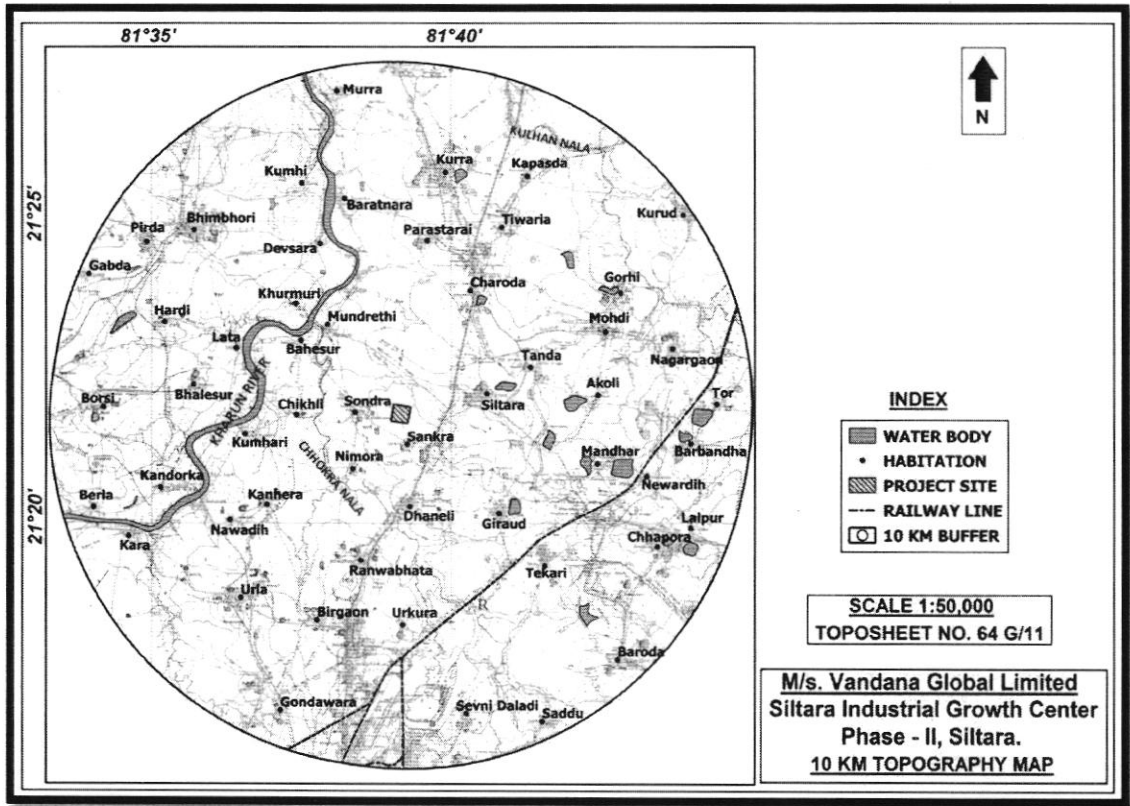 81°35' 81°40'
N
Murra
KULHAN NALA
Kurra
Kapasda
Kumhi
Baratnara
21°25'
Kurud
Bhimbhori
Tiwaria
Pirda
Parastarai
Devsara
Gabda
Gorhi
Charoda
Khurmuri
Hardi
Mundrethi
Mohdi
Lata
Bahesur
Nagargaon
Tanda
KHARUN RIVER
Akoli
Bhalesur
Borsi
Tor
Chikhli
Sondra
Siltara
Kumhari
Sankra
CHHOKRA NALA
Nimora
Mandhar
Barbandha
Kandorka
Newardih
Berla
Kanhera
21°20'
Nawadih
Dhaneli
Giraud
Lalpur
Kara
Chhapora
Ranwabhata
Tekari
Urla
R
Birgaon
Urkura
Baroda
Gondawara
Sevni Daladi
Saddu
INDEX
WATER BODY
HABITATION
PROJECT SITE
RAILWAY LINE
10 KM BUFFER
SCALE 1:50,000
TOPOSHEET NO. 64 G/11
M/s. Vandana Global Limited
Siltara Industrial Growth Center
Phase - II, Siltara.
10 KM TOPOGRAPHY MAP